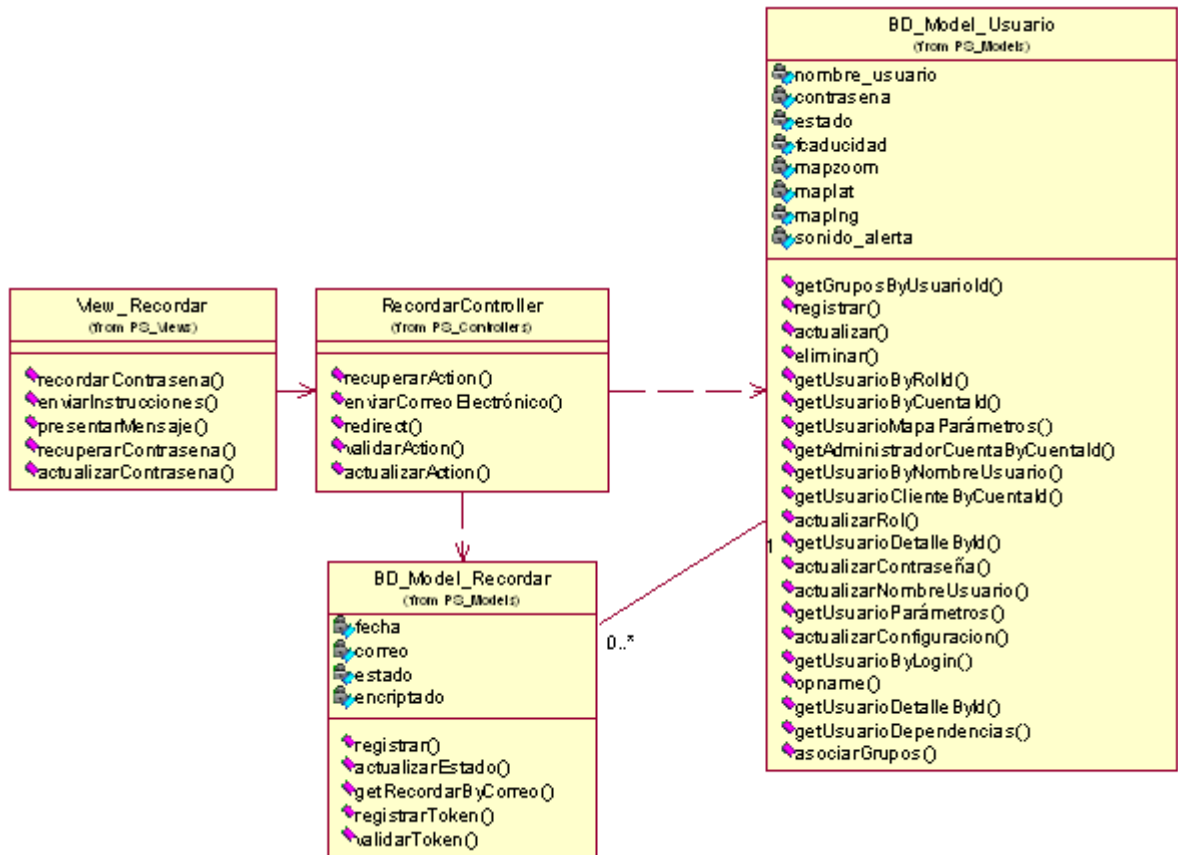 BD_Model_Usuario
(from PS_Models)
nombre_usuario
contrasena
estado
fcaducidad
mapzoom
maplat
maplng
sonido_alerta
getGruposByUsuarioId()
registrar()
actualizar()
eliminar()
getUsuarioByRolId()
getUsuarioByCuentaId()
getUsuarioMapaParámetros()
getAdministradorCuentaByCuentaId()
getUsuarioByNombreUsuario()
getUsuarioClienteByCuentaId()
actualizarRol()
getUsuarioDetalleById()
actualizarContraseña()
actualizarNombreUsuario()
getUsuarioParámetros()
actualizarConfiguracion()
getUsuarioByLogin()
opname()
getUsuarioDetalleById()
getUsuarioDependencias()
asociarGrupos()
View_Recordar
(from PS_Views)
recordarContrasena()
enviarInstrucciones()
presentarMensaje()
recuperarContrasena()
actualizarContrasena()
RecordarController
(from PS_Controllers)
recuperarAction()
enviarCorreoElectrónico()
redirect()
validarAction()
actualizarAction()
1
0..*
BD_Model_Recordar
(from PS_Models)
fecha
correo
estado
encriptado
registrar()
actualizarEstado()
getRecordarByCorreo()
registrarToken()
validarToken()